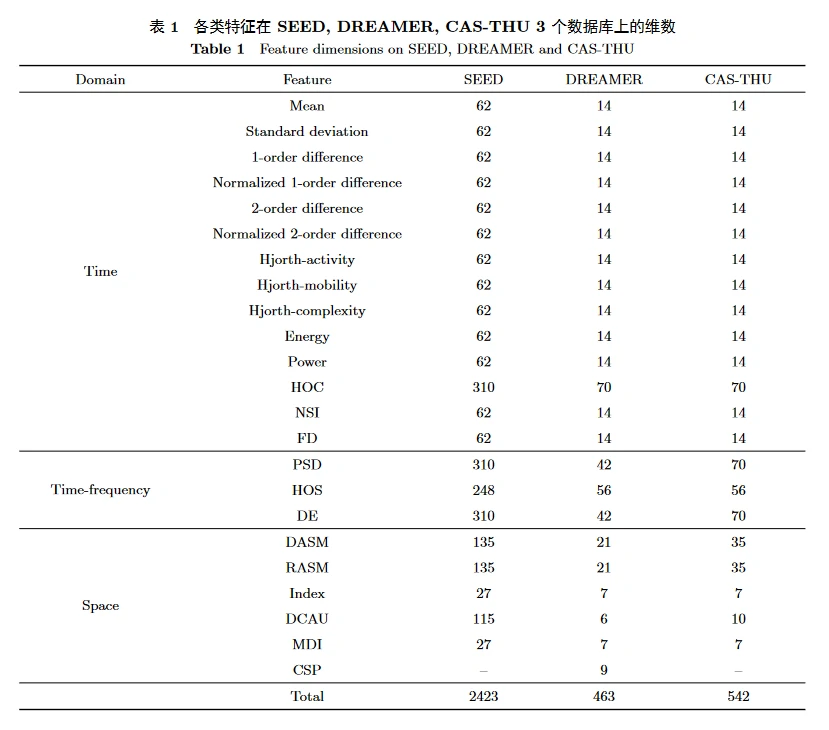 表 1 各类特征在 SEED, DREAMER, CAS-THU 3 个数据库上的维数
Table 1 Feature dimensions on SEED, DREAMER and CAS-THU
Domain Feature SEED DREAMER CAS-THU
Mean 62 14 14
Standard deviation 62 14 14
1-order difference 62 14 14
Normalized 1-order difference 62 14 14
2-order difference 62 14 14
Normalized 2-order difference 62 14 14
Hjorth-activity 62 14 14
Time
Hjorth-mobility 62 14 14
Hjorth-complexity 62 14 14
Energy 62 14 14
Power 62 14 14
HOC 310 70 70
NSI 62 14 14
FD 62 14 14
PSD 310 42 70
Time-frequency HOS 248 56 56
DE 310 42 70
DASM 135 21 35
RASM 135 21 35
Index 27 7 7
Space
DCAU 115 6 10
MDI 27 7 7
CSP – 9 –
Total 2423 463 542